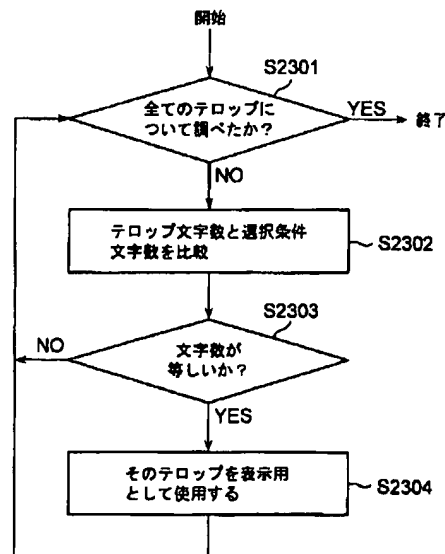 開始
S2301
全てのテロップに
ついて調べたか?
YES
終了
NO
テロップ文字数と選択条件
文字数を比較
S2302
S2303
NO
文字数が
等しいか?
YES
そのテロップを表示用
として使用する
S2304